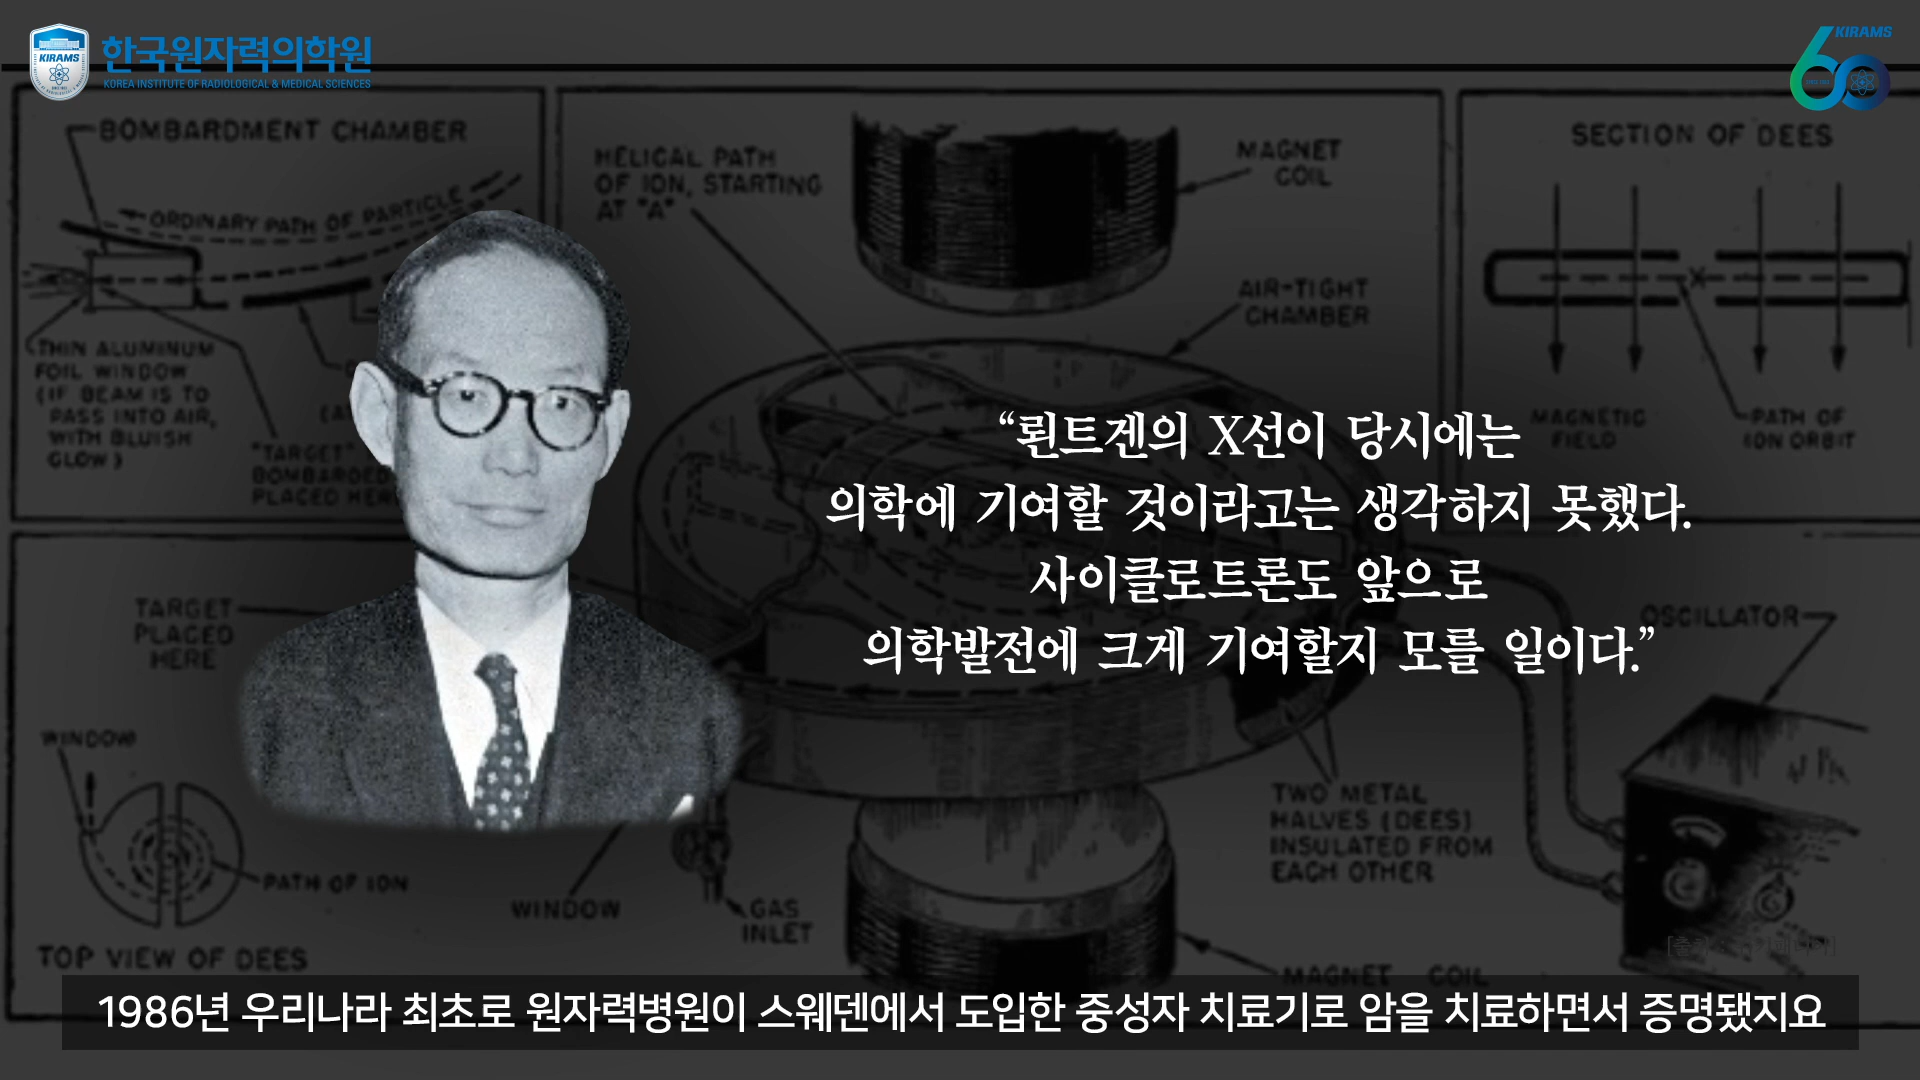 KIRAMS
한국원자력의학원
KOREA INSTITUTE OF RADIOLOGICAL & MEDICAL SCIENCES
KIRAMS
60
BOMBARDMENT CHAMBER
ORDINARY PATH OF PARTICLE
THIN ALUMINUM
FOIL WINDOW
(IF BEAM IS TO
PASS INTO AIR,
WITH BLUISH
GLOW)
"TARGET"
BOMBARDED
PLACED HERE
HELICAL PATH
OF ION, STARTING
AT "A"
MAGNET
COIL
AIR-TIGHT
CHAMBER
SECTION OF DEES
MAGNETIC
FIELD
PATH OF
ION ORBIT
“뢴트겐의 X선이 당시에는
의학에 기여할 것이라고는 생각하지 못했다.
사이클로트론도 앞으로
의학발전에 크게 기여할지 모를 일이다.”
TARGET
PLACED
HERE
OSCILLATOR
WINDOW
PATH OF ION
TOP VIEW OF DEES
WINDOW
GAS
INLET
TWO METAL
HALVES (DEES)
INSULATED FROM
EACH OTHER
MAGNET COIL
1986년 우리나라 최초로 원자력병원이 스웨덴에서 도입한 중성자 치료기로 암을 치료하면서 증명됐지요